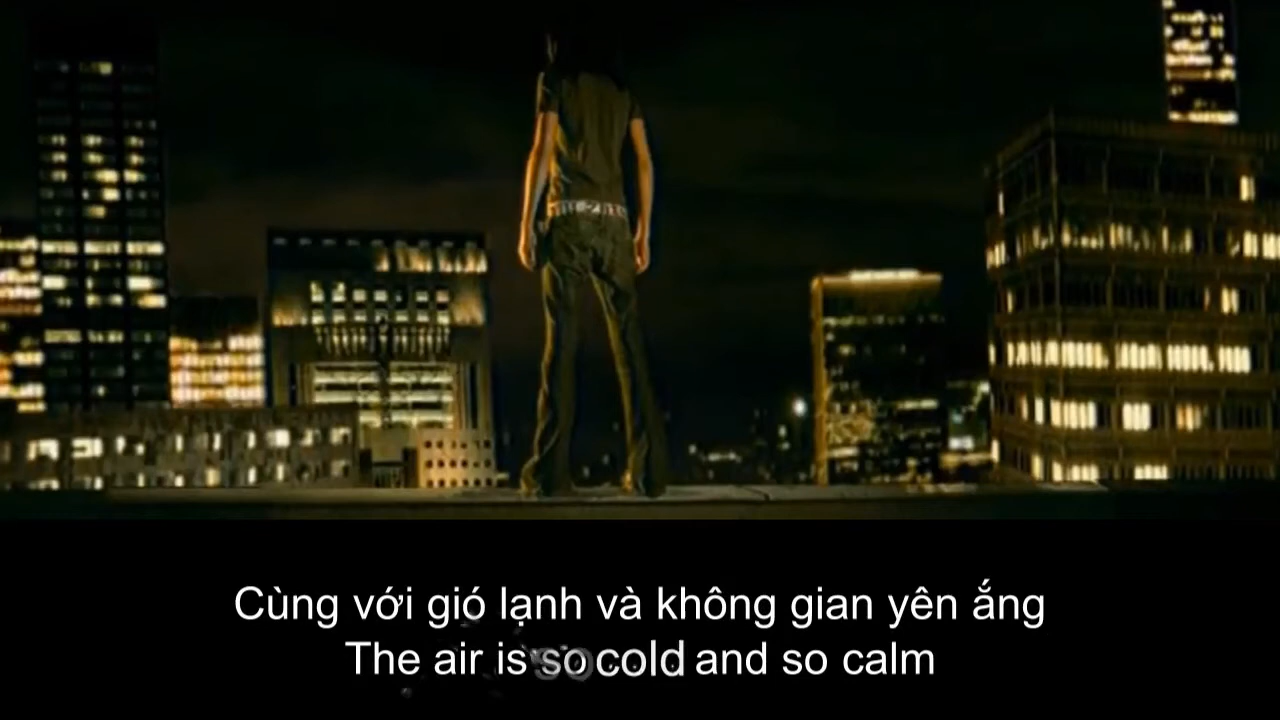 Cùng với gió lạnh và không gian yên ắng
The air is so cold and so calm